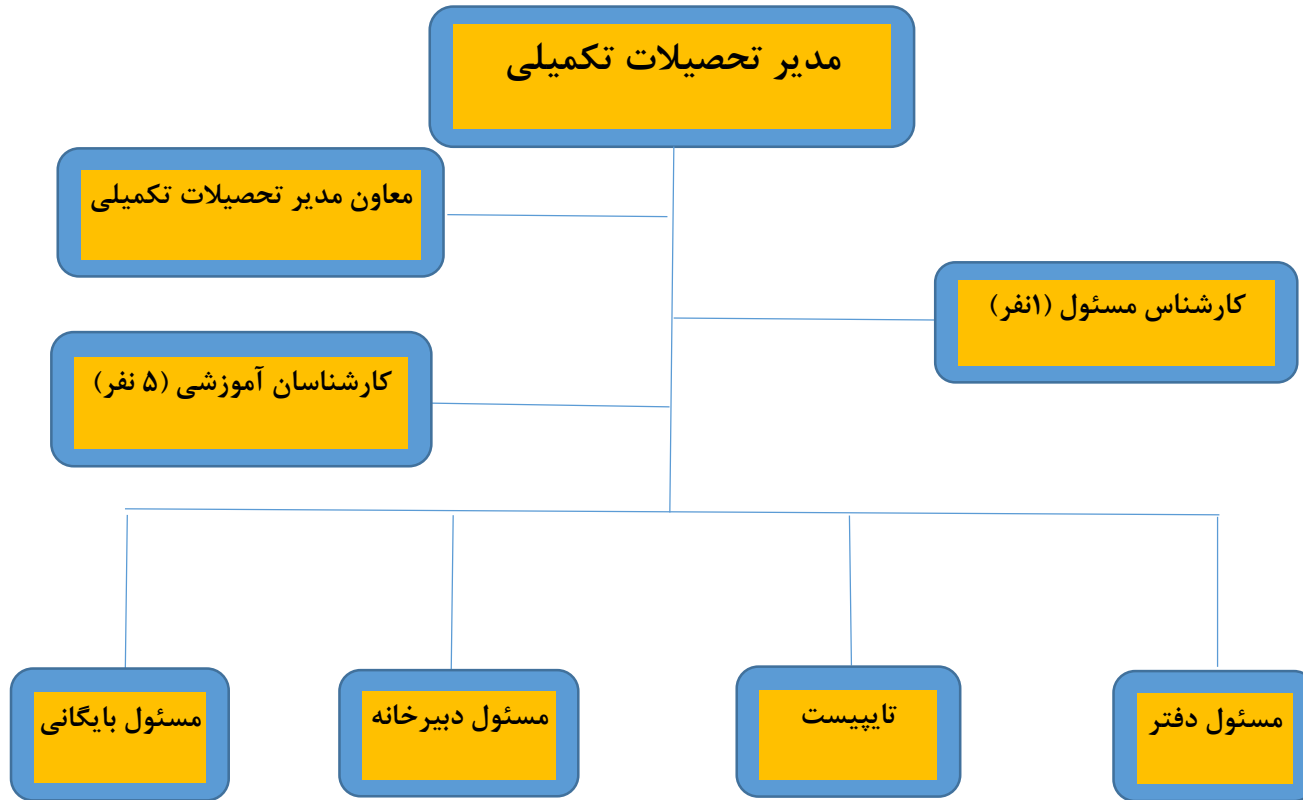 مدیر تحصیلات تکمیلی
معاون مدیر تحصیلات تکمیلی
کارشناس مسئول (۱نفر)
کارشناسان آموزشی (۵ نفر)
مسئول دفتر
تایپیست
مسئول دبیرخانه
مسئول بایگانی